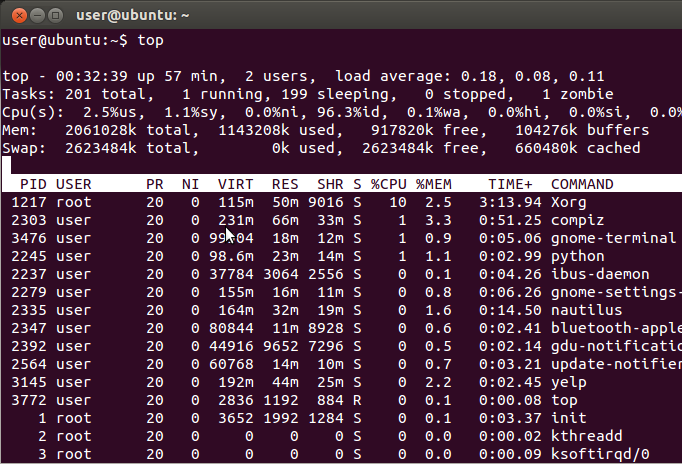 user@ubuntu: ~
user@ubuntu:~$ top
top - 00:32:39 up 57 min,  2 users,  load average: 0.18, 0.08, 0.11
Tasks: 201 total,   1 running, 199 sleeping,   0 stopped,   1 zombie
Cpu(s):  2.5%us,  1.1%sy,  0.0%ni, 96.3%id,  0.1%wa,  0.0%hi,  0.0%si,  0.0%
Mem:   2061028k total,  1143208k used,   917820k free,   104276k buffers
Swap:  2623484k total,        0k used,  2623484k free,   660480k cached
PID USER      PR  NI  VIRT  RES  SHR S %CPU %MEM    TIME+  COMMAND
1217 root      20   0  115m  50m 9016 S   10  2.5   3:13.94 Xorg
2303 user      20   0  231m  66m  33m S    1  3.3   0:51.25 compiz
3476 user      20   0  18m  12m S    1  0.9   0:05.06 gnome-terminal
2245 user      20   0 98.6m  23m  14m S    1  1.1   0:02.99 python
2237 user      20   0 37784 3064 2556 S    0  0.1   0:04.26 ibus-daemon
2279 user      20   0  155m  16m  11m S    0  0.8   0:06.26 gnome-settings-
2335 user      20   0  164m  32m  19m S    0  1.6   0:14.50 nautilus
2347 user      20   0 80844  11m 8928 S    0  0.6   0:02.41 bluetooth-apple
2392 user      20   0 44916 9652 7296 S    0  0.5   0:02.14 gdu-notificatio
2564 user      20   0 60768  14m  10m S    0  0.7   0:03.21 update-notifier
3145 user      20   0  192m  44m  25m S    0  2.2   0:02.45 yelp
3772 user      20   0  2836 1192  884 R    0  0.1   0:00.08 top
1 root      20   0  3652 1992 1284 S    0  0.1   0:03.37 init
2 root      20   0     0    0    0 S    0  0.0   0:00.02 kthreadd
3 root      20   0     0    0    0 S    0  0.0   0:00.09 ksoftirqd/0